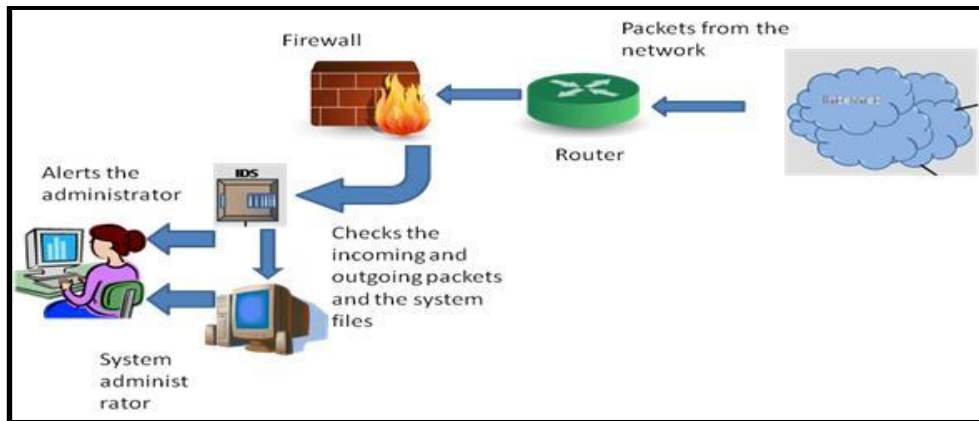 Firewall
Packets from the
network
Internet
Router
Alerts the
administrator
IDS
Checks the
incoming and
outgoing packets
and the system
files
System
administ
rator